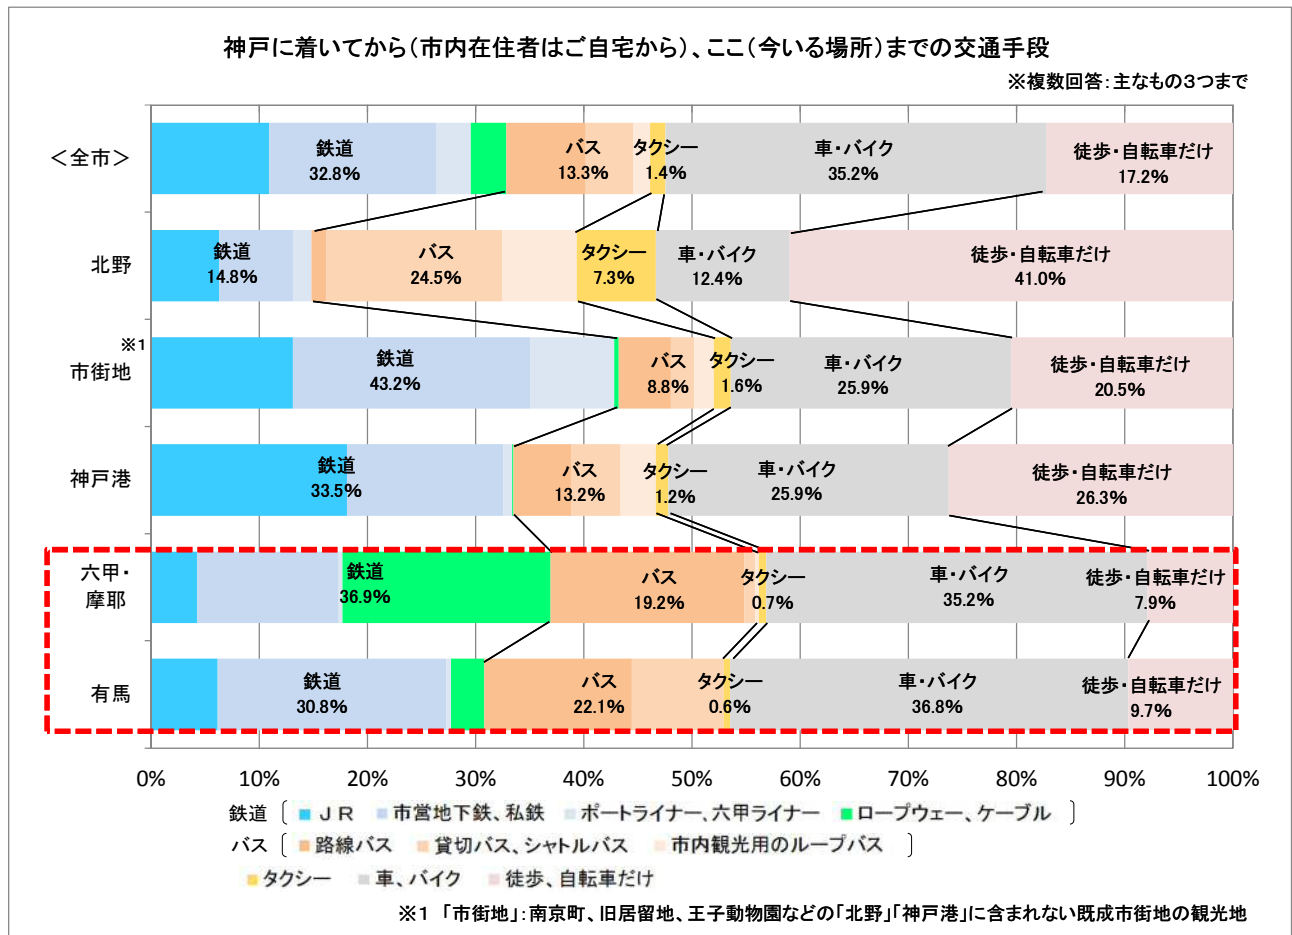 神戸に着いてから（市内在住者はご自宅から）、ここ（今いる場所）までの交通手段
※複数回答：主なもの３つまで
0% 10% 20% 30% 40% 50% 60% 70% 80% 90% 100%
＜全市＞
鉄道 バス タクシー 車・バイク 徒歩・自転車だけ
32.8% 13.3% 1.4% 35.2% 17.2%
北野
鉄道 バス タクシー 車・バイク 徒歩・自転車だけ
14.8% 24.5% 7.3% 12.4% 41.0%
※1
市街地
鉄道 バス タクシー 車・バイク 徒歩・自転車だけ
43.2% 8.8% 1.6% 25.9% 20.5%
神戸港
鉄道 バス タクシー 車・バイク 徒歩・自転車だけ
33.5% 13.2% 1.2% 25.9% 26.3%
六甲・
摩耶
鉄道 バス タクシー 車・バイク 徒歩・自転車だけ
36.9% 19.2% 0.7% 35.2% 7.9%
有馬
鉄道 バス タクシー 車・バイク 徒歩・自転車だけ
30.8% 22.1% 0.6% 36.8% 9.7%
0% 10% 20% 30% 40% 50% 60% 70% 80% 90% 100%
鉄道 〔 ＪＲ 市営地下鉄、私鉄 ポートライナー、六甲ライナー ロープウェー、ケーブル 〕
バス 〔 路線バス 貸切バス、シャトルバス 市内観光用のループバス 〕
タクシー 車、バイク 徒歩、自転車だけ
※１ 「市街地」：南京町、旧居留地、王子動物園などの「北野」「神戸港」に含まれない既成市街地の観光地